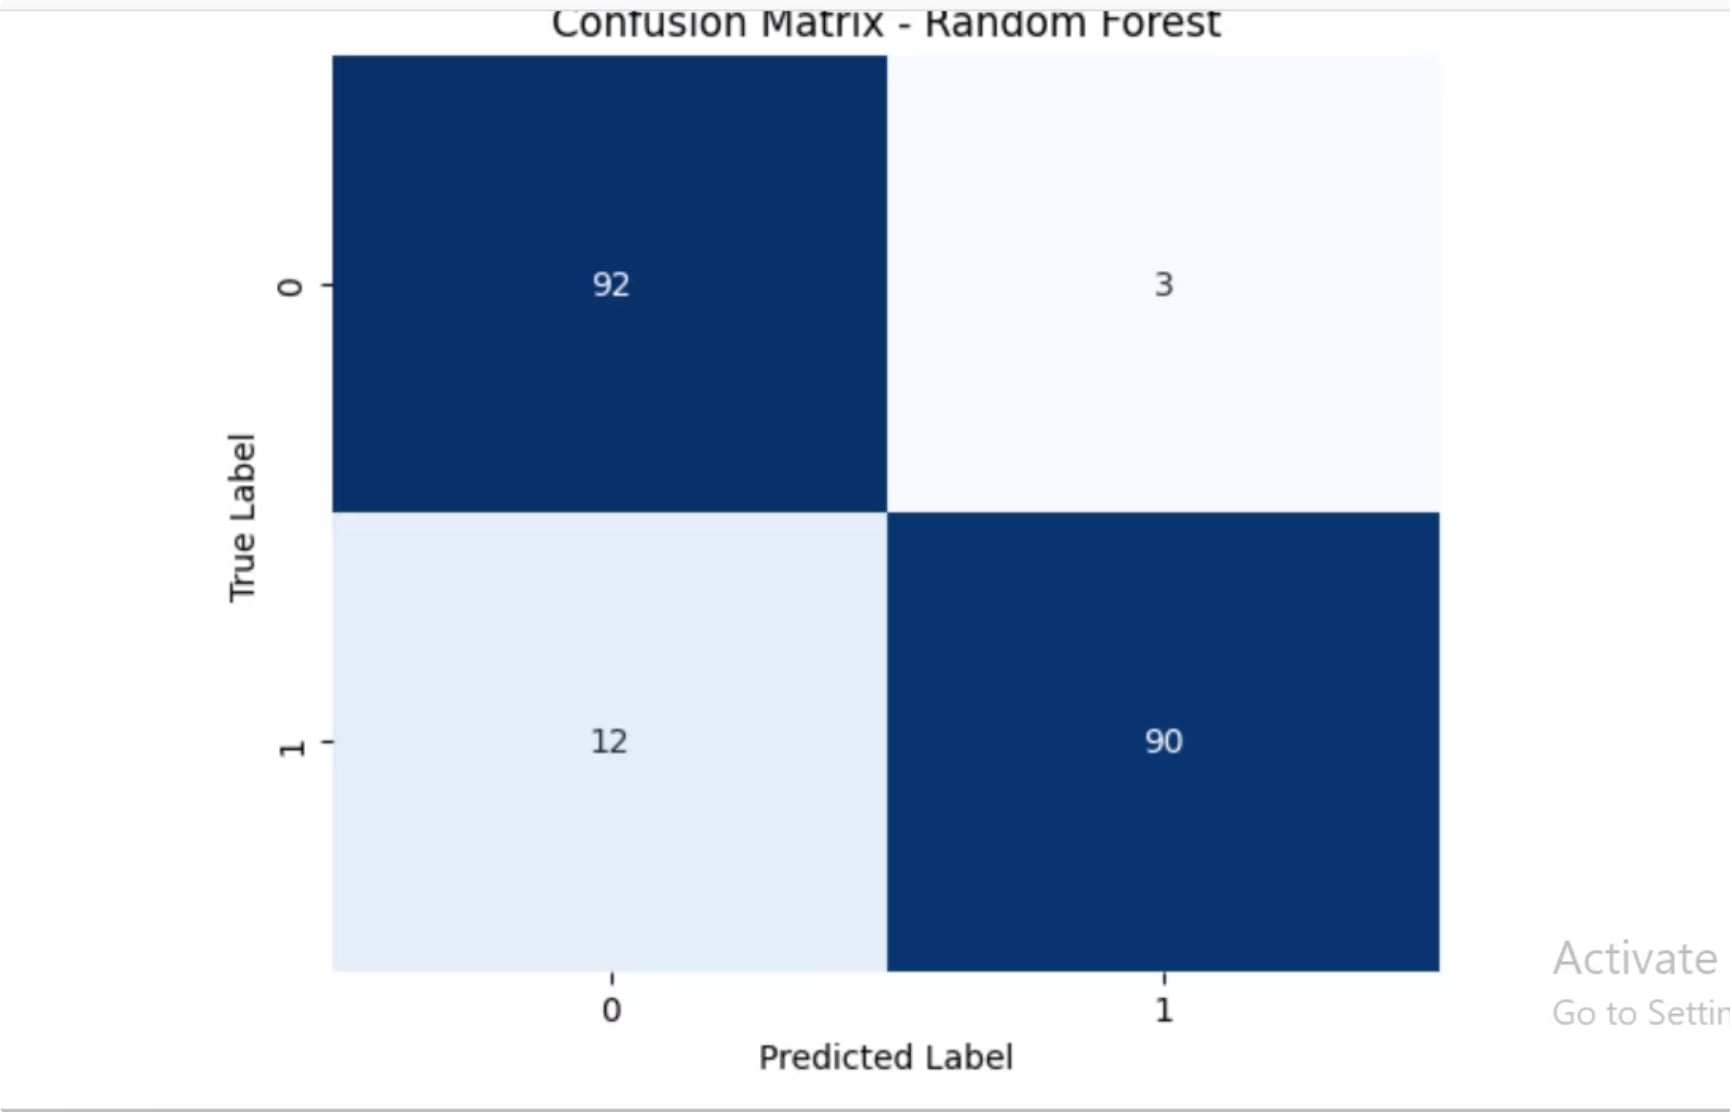 Confusion Matrix - Random Forest
0
92
3
True Label
1
12
90
0
1
Predicted Label
Activate
Go to Settin